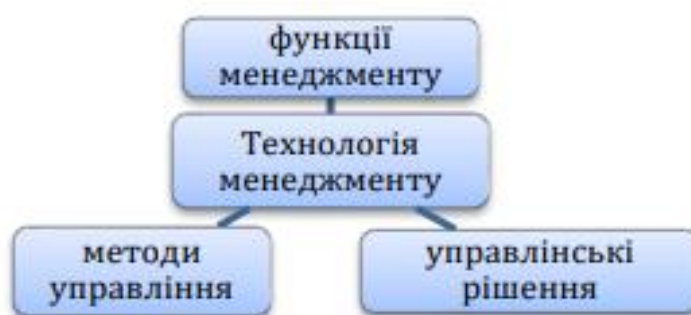 функції
менеджменту
Технологія
менеджменту
методи
управління
управлінські
рішення